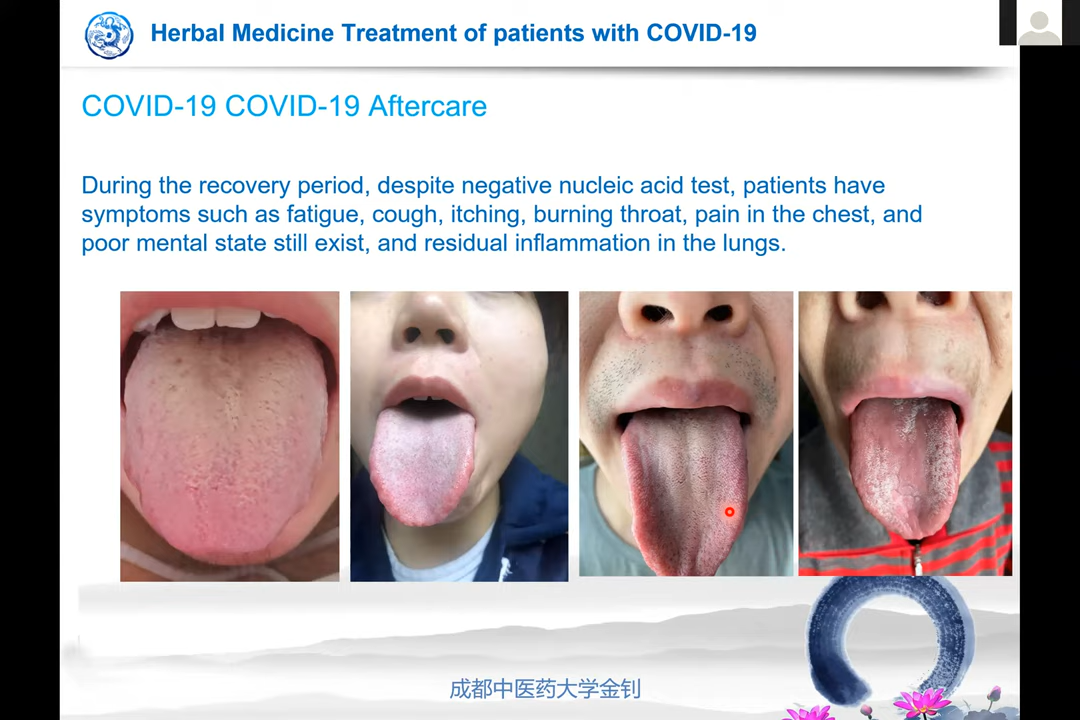 Herbal Medicine Treatment of patients with COVID-19
COVID-19 COVID-19 Aftercare
During the recovery period, despite negative nucleic acid test, patients have
symptoms such as fatigue, cough, itching, burning throat, pain in the chest, and
poor mental state still exist, and residual inflammation in the lungs.
成都中医药大学金钊